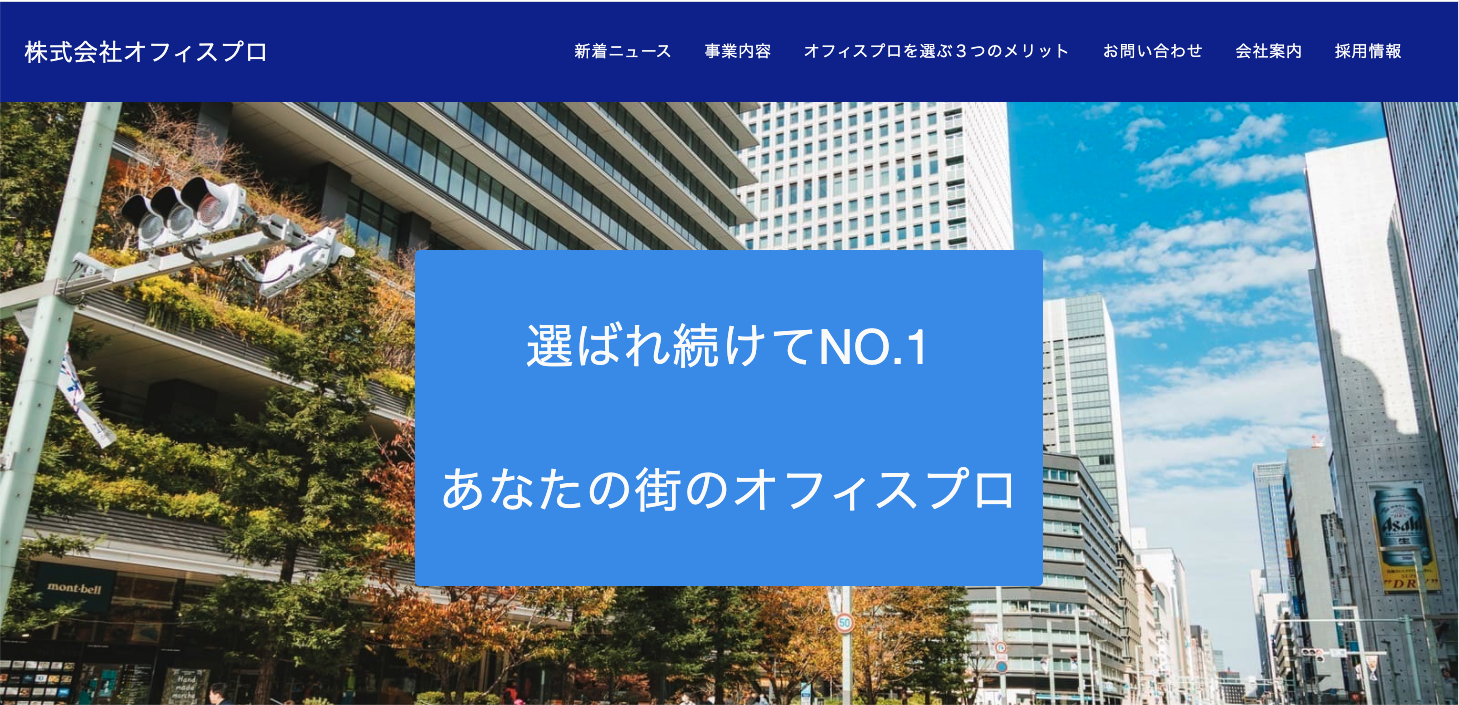 株式会社オフィスプロ
新着ニュース 事業内容 オフィスプロを選ぶ３つのメリット お問い合わせ 会社案内 採用情報
選ばれ続けてNO.1
あなたの街のオフィスプロ
mont-bell
Hand
made
marche
50
Asahi
生
"DRY"